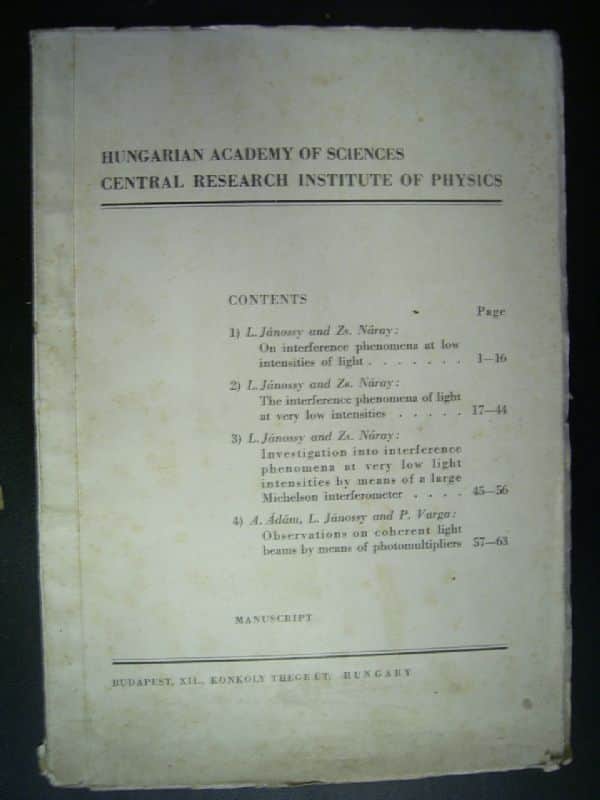 HUNGARIAN ACADEMY OF SCIENCES
CENTRAL RESEARCH INSTITUTE OF PHYSICS
CONTENTS
Page
1) L. Jánossy and Zs. Náray:
On interference phenomena at low
intensities of light . . . . . . . 1—16
2) L. Jánossy and Zs. Náray:
The interference phenomena of light
at very low intensities . . . . . 17—44
3) L. Jánossy and Zs. Náray:
Investigation into interference
phenomena at very low light
intensities by means of a large
Michelson interferometer . . . . 45—56
4) A. Ádám, L. Jánossy and P. Varga:
Observations on coherent light
beams by means of photomultipliers 57—63
MANUSCRIPT
BUDAPEST, XII., KONKOLY THEGE ÚT. HUNGARY